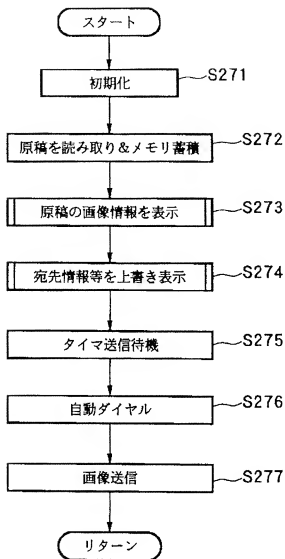 スタート
初期化
S271
原稿を読み取り&メモリ蓄積
S272
原稿の画像情報を表示
S273
宛先情報等を上書き表示
S274
タイマ送信待機
S275
自動ダイヤル
S276
画像送信
S277
リターン